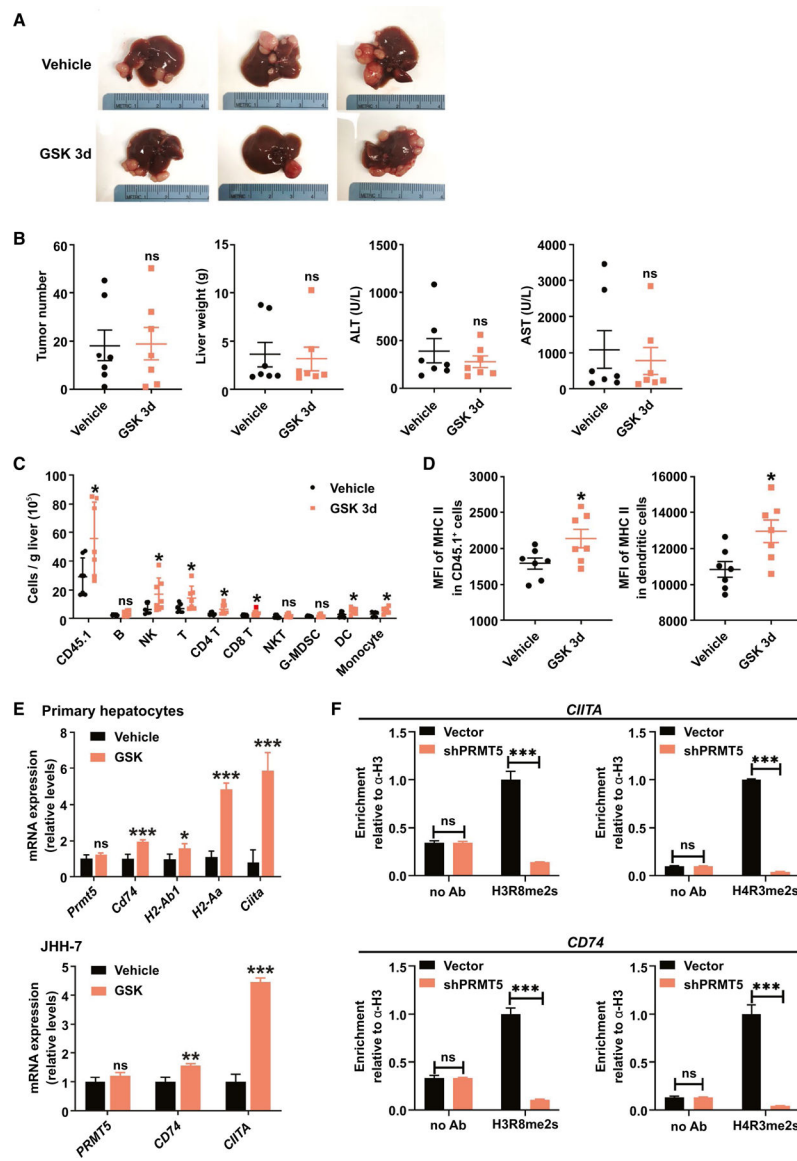 A
Vehicle
GSK 3d
B
Tumor number
60
40
20
0
ns
Vehicle
GSK 3d
Liver weight (g)
15
10
5
0
ns
Vehicle
GSK 3d
ALT
(U/L)
1500
1000
500
0
ns
Vehicle
GSK 3d
AST
(U/L)
4000
3000
2000
1000
0
ns
Vehicle
GSK 3d
C
Cells / g liver (10⁵)
100
80
60
40
20
0
Vehicle
GSK 3d
*
ns
*
*
*
*
ns
ns
*
*
CD45.1
B
NK
T
CD4 T
CD8 T
NKT
G-MDSC
DC
Monocyte
D
MFI of MHC II
in CD45.1⁺ cells
3000
2500
2000
1500
1000
*
Vehicle
GSK 3d
MFI of MHC II
in dendritic cells
16000
14000
12000
10000
8000
*
Vehicle
GSK 3d
E
Primary hepatocytes
Vehicle
GSK
mRNA expression
(relative levels)
10
8
6
4
2
0
ns
***
*
***
***
Prmt5
Cd74
H2-Ab1
H2-Aa
Ciita
JHH-7
Vehicle
GSK
mRNA expression
(relative levels)
5
4
3
2
1
0
ns
**
***
PRMT5
CD74
CIITA
F
CIITA
Vector
shPRMT5
Enrichment
relative to α-H3
1.5
1.0
0.5
0.0
ns
***
no Ab
H3R8me2s
Vector
shPRMT5
Enrichment
relative to α-H3
1.5
1.0
0.5
0.0
ns
***
no Ab
H4R3me2s
CD74
Vector
shPRMT5
Enrichment
relative to α-H3
1.5
1.0
0.5
0.0
ns
***
no Ab
H3R8me2s
Vector
shPRMT5
Enrichment
relative to α-H3
1.5
1.0
0.5
0.0
ns
***
no Ab
H4R3me2s